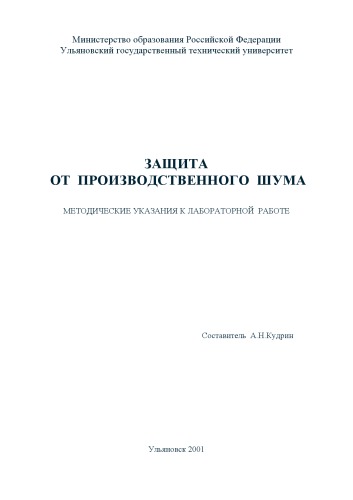 Министерство образования Российской Федерации
Ульяновский государственный технический университет
ЗАЩИТА
ОТ ПРОИЗВОДСТВЕННОГО ШУМА
МЕТОДИЧЕСКИЕ УКАЗАНИЯ К ЛАБОРАТОРНОЙ РАБОТЕ
Составитель А.Н.Кудрин
Ульяновск 2001